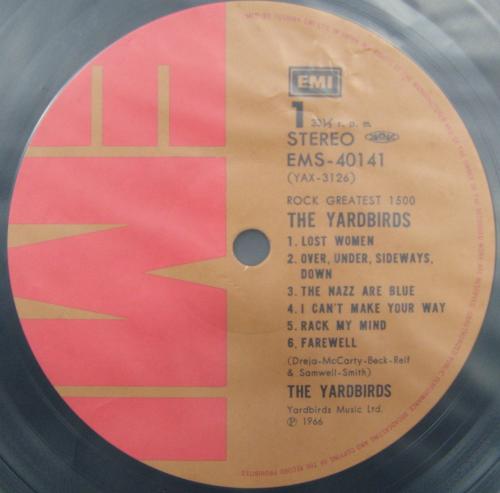 EMI
1
33⅓ r. p. m.
STEREO
EMS-40141
(YAX-3126)
ROCK GREATEST 1500
THE YARDBIRDS
1. LOST WOMEN
2. OVER, UNDER, SIDEWAYS,
DOWN
3. THE NAZZ ARE BLUE
4. I CAN'T MAKE YOUR WAY
5. RACK MY MIND
6. FAREWELL
(Dreja-McCarty-Beck-Relf
& Samwell-Smith)
THE YARDBIRDS
Yardbirds Music Ltd.
Ⓟ 1966
EMI